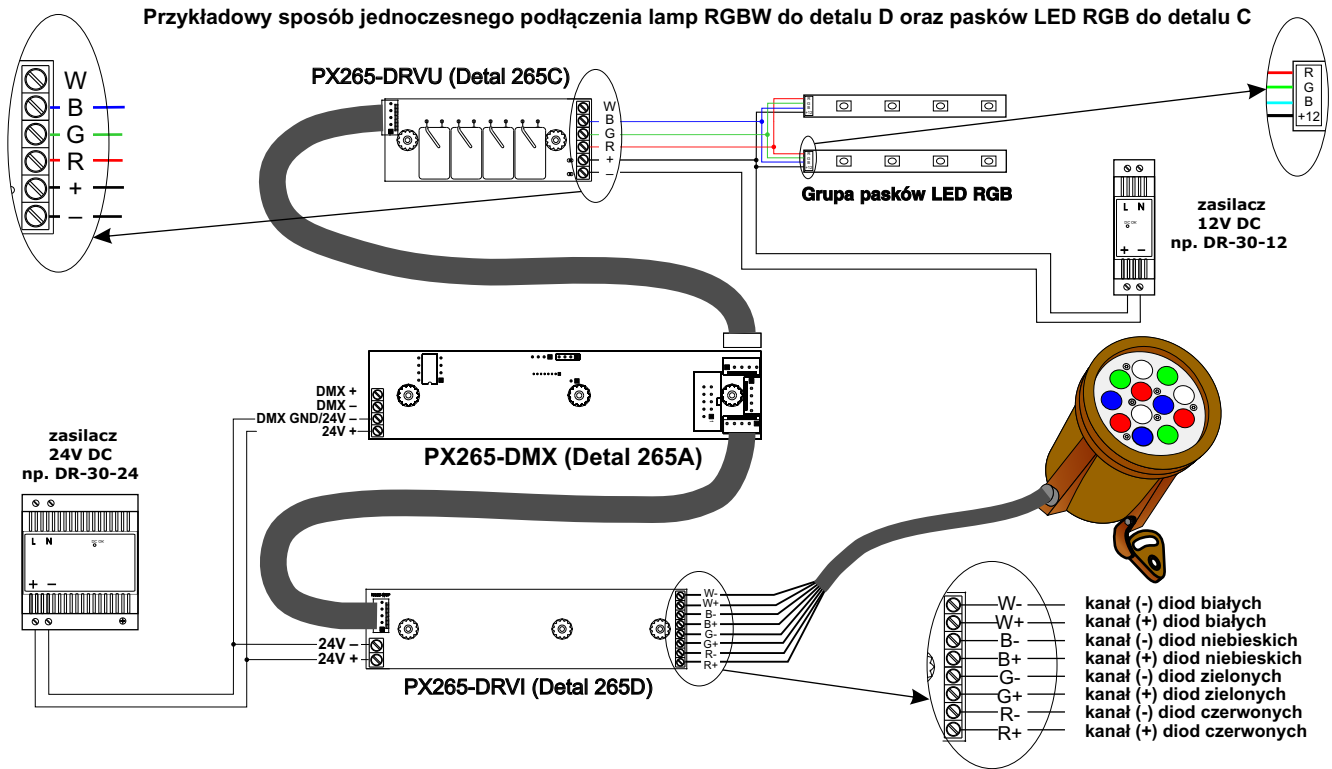 Przykładowy sposób jednoczesnego podłączenia lamp RGBW do detalu D oraz pasków LED RGB do detalu C
W
B
G
R
+
–
PX265-DRVU (Detal 265C)
W
B
G
R
+
–
Grupa pasków LED RGB
R
G
B
+12
L N
DC OK
+ –
zasilacz
12V DC
np. DR-30-12
DMX +
DMX –
DMX GND/24V –
24V +
PX265-DMX (Detal 265A)
zasilacz
24V DC
np. DR-30-24
L N
DC OK
+ –
24V –
24V +
PX265-DRVI (Detal 265D)
W-
W+
B-
B+
G-
G+
R-
R+
W- kanał (-) diod białych
W+ kanał (+) diod białych
B- kanał (-) diod niebieskich
B+ kanał (+) diod niebieskich
G- kanał (-) diod zielonych
G+ kanał (+) diod zielonych
R- kanał (-) diod czerwonych
R+ kanał (+) diod czerwonych